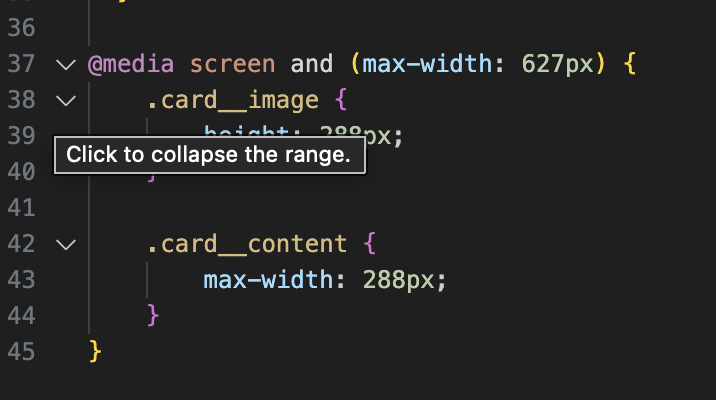 36
37 @media screen and (max-width: 627px) {
38 .card__image {
39 height: 288px;
Click to collapse the range.
40 }
41
42 .card__content {
43 max-width: 288px;
44 }
45 }